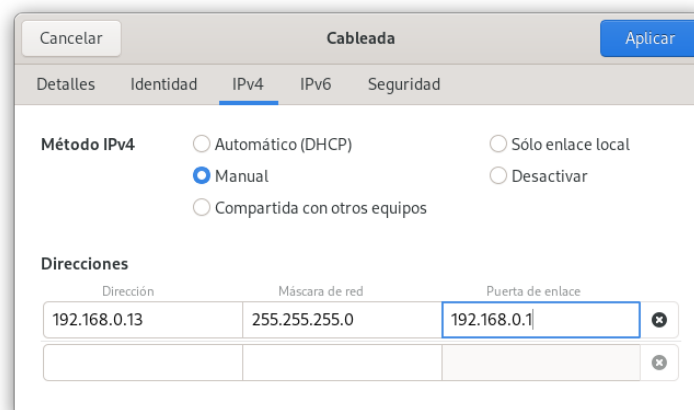 Cancelar Cableada Aplicar
Detalles Identidad IPv4 IPv6 Seguridad
Método IPv4 Automático (DHCP) Sólo enlace local
Manual Desactivar
Compartida con otros equipos
Direcciones
Dirección Máscara de red Puerta de enlace
192.168.0.13 255.255.255.0 192.168.0.1